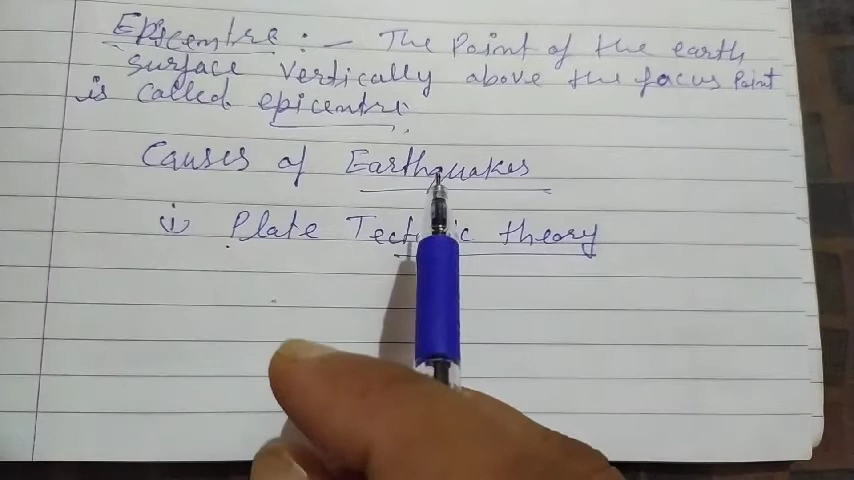 Epicentre :- The Point of the earth
surface vertically above the focus Point
is called epicentre.
Causes of Earthquakes
(i) Plate Tectonic theory